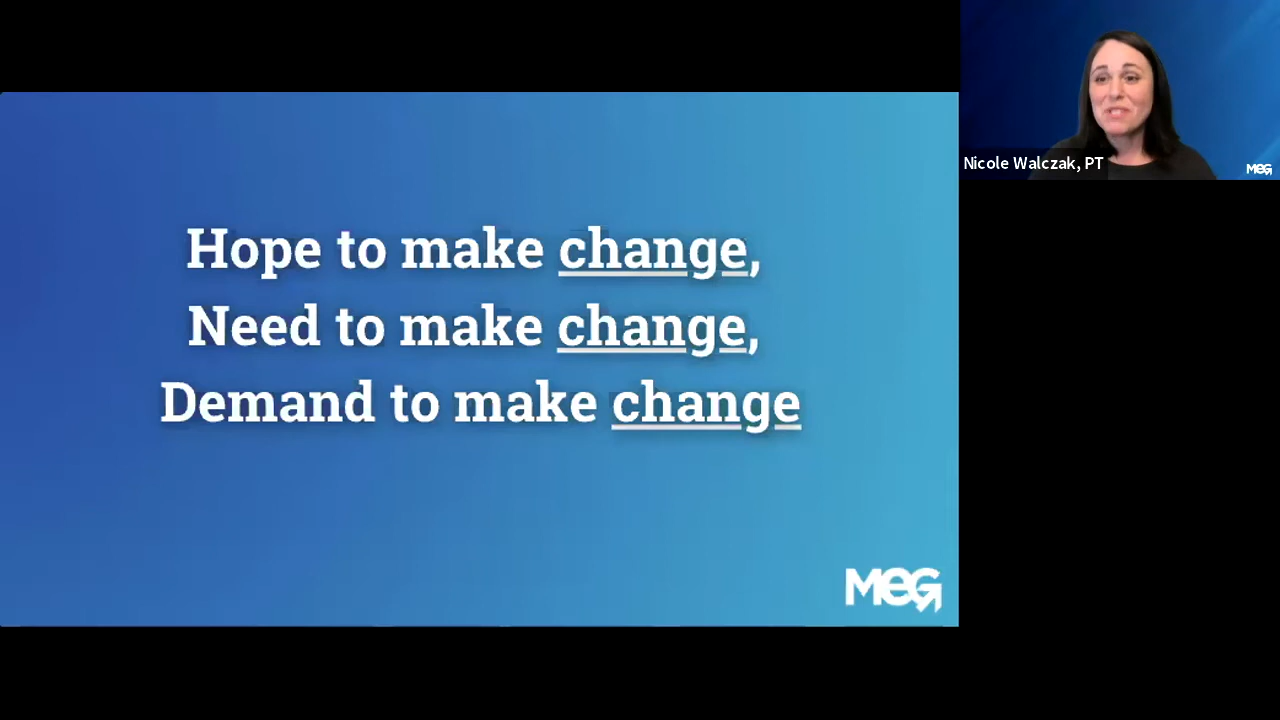 Hope to make change,
Need to make change,
Demand to make change
MEG
Nicole Walczak, PT
MEG